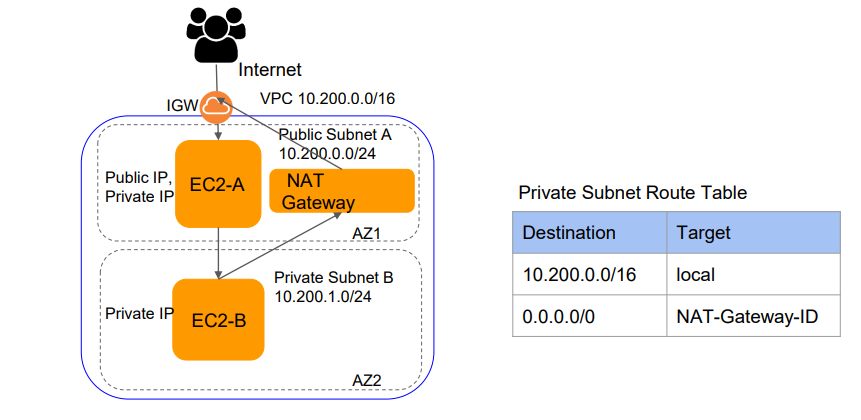 Internet
IGW
VPC 10.200.0.0/16
Public Subnet A
10.200.0.0/24
Public IP,
Private IP
EC2-A
NAT
Gateway
AZ1
Private Subnet B
10.200.1.0/24
Private IP
EC2-B
AZ2
Private Subnet Route Table
Destination Target
10.200.0.0/16 local
0.0.0.0/0 NAT-Gateway-ID